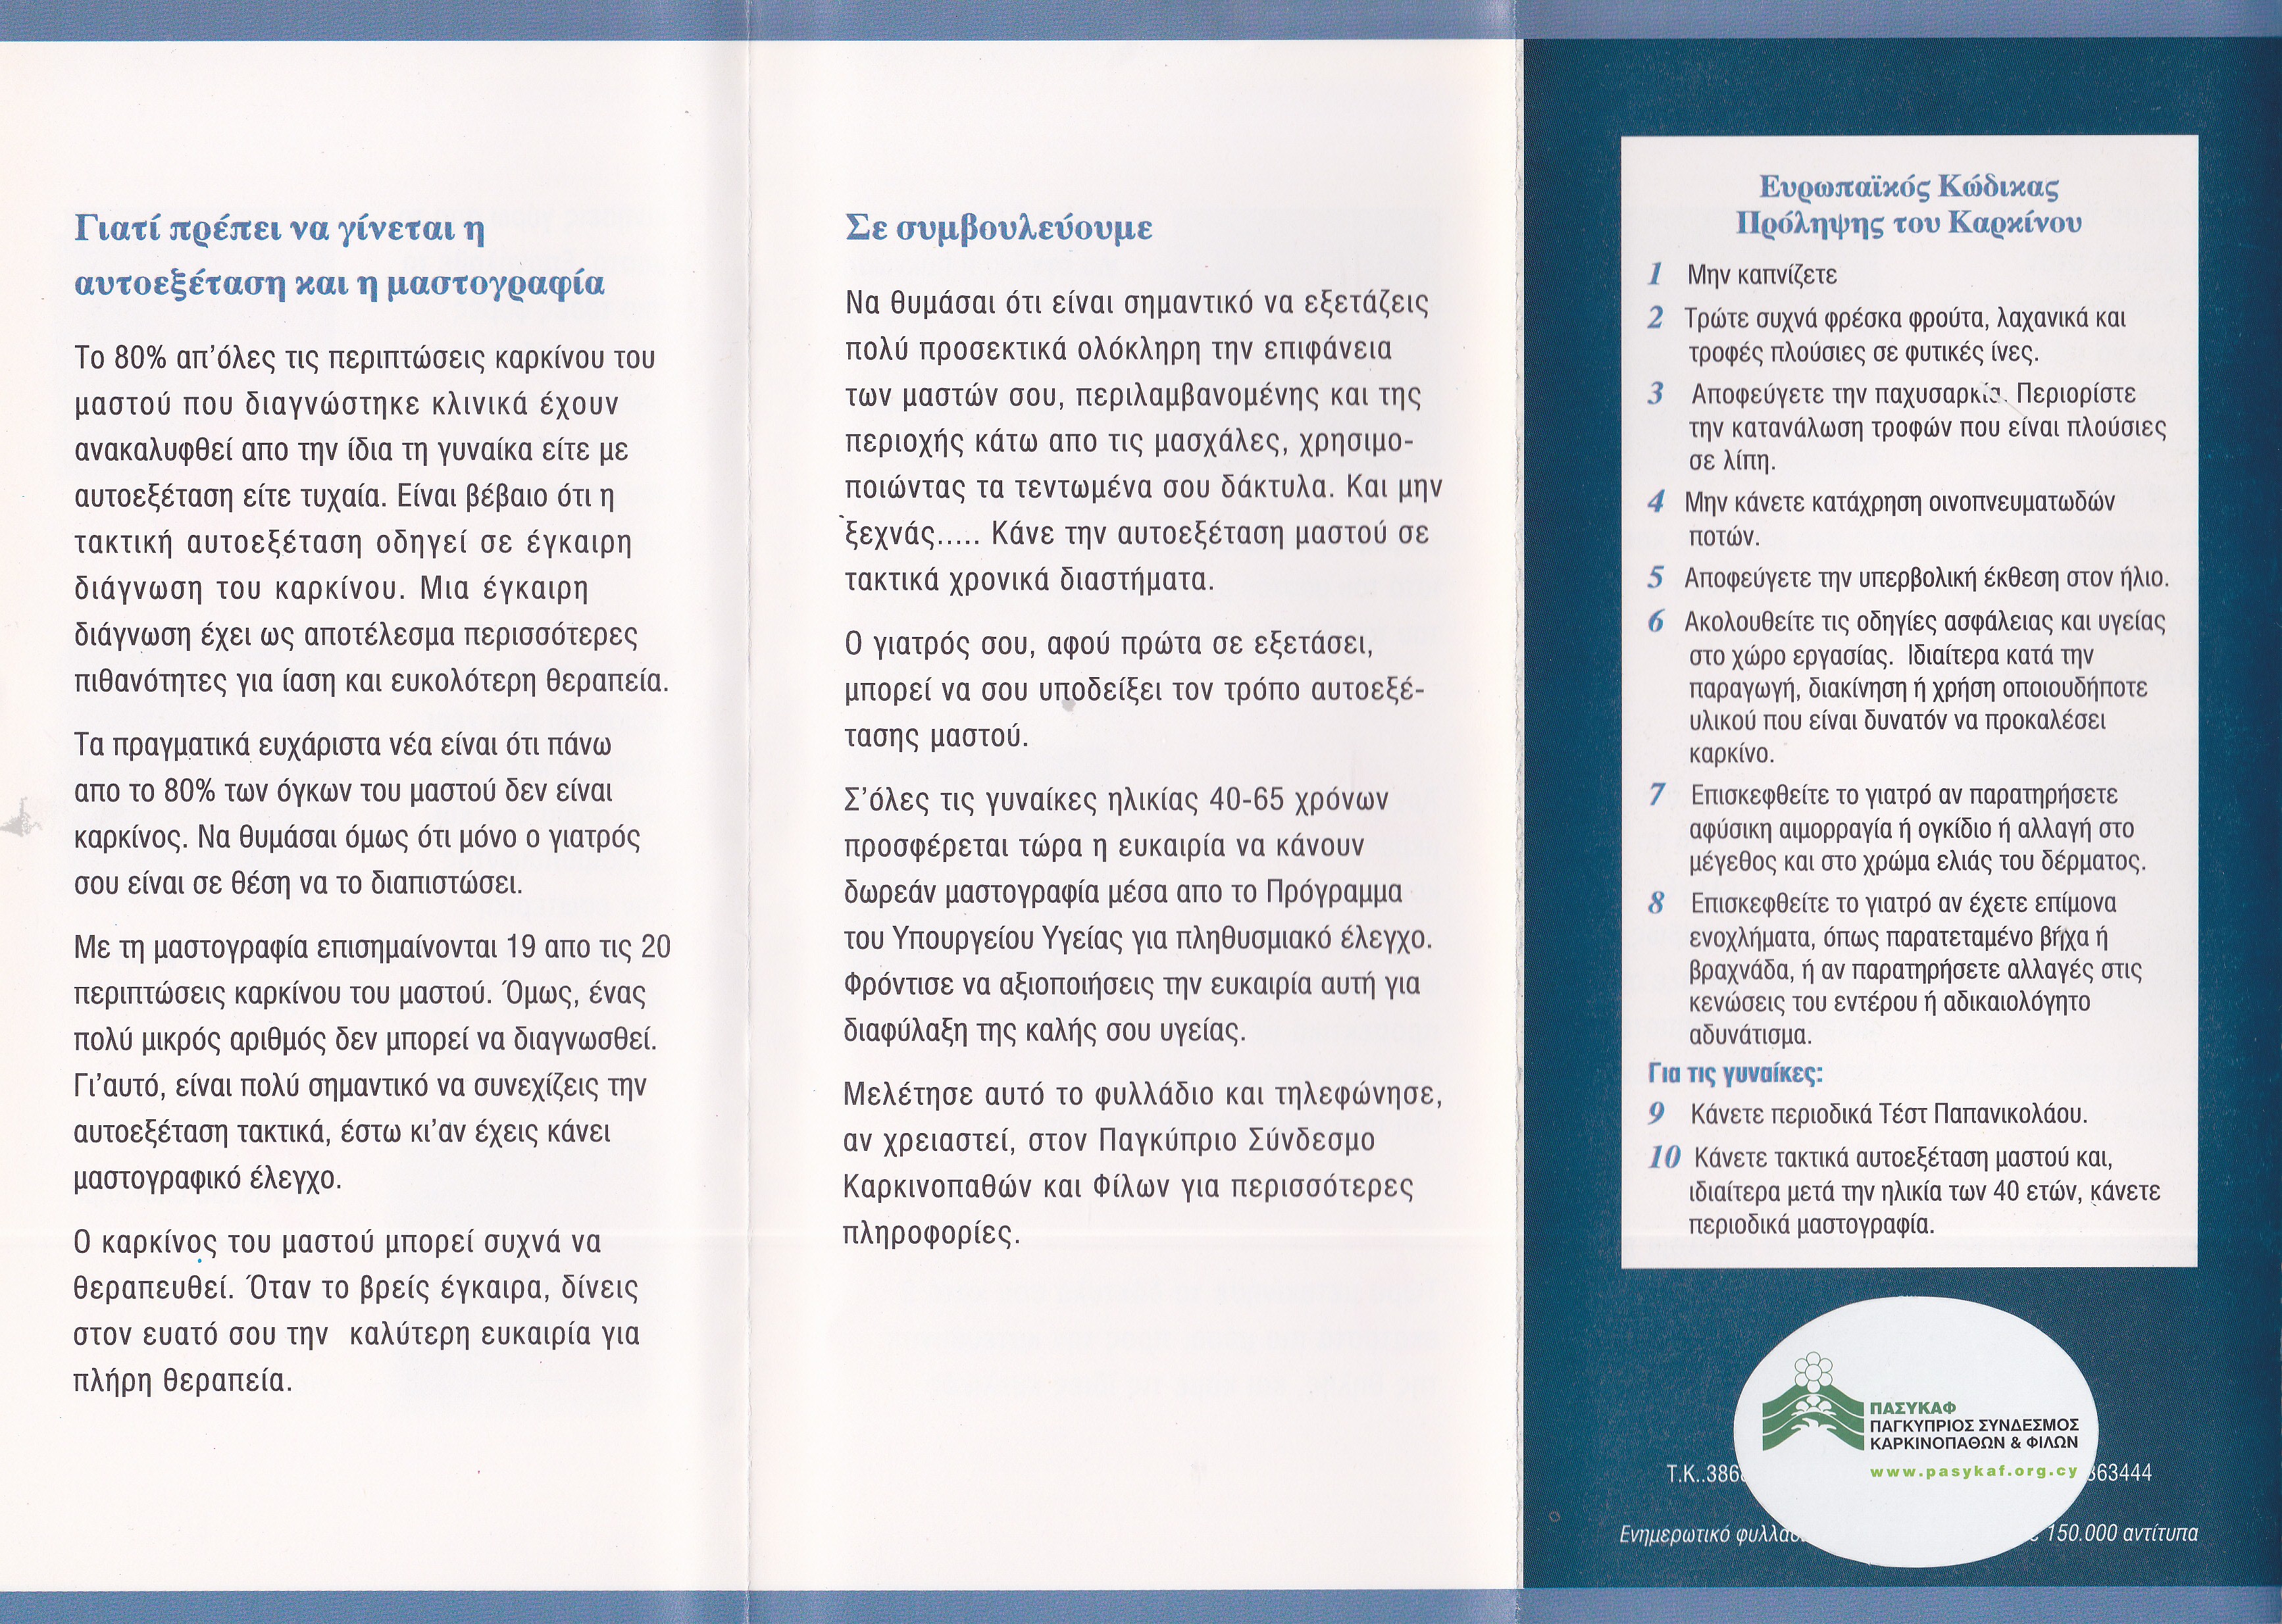 Γιατί πρέπει να γίνεται η
αυτοεξέταση και η μαστογραφία
Το 80% απ'όλες τις περιπτώσεις καρκίνου του
μαστού που διαγνώστηκε κλινικά έχουν
ανακαλυφθεί απο την ίδια τη γυναίκα είτε με
αυτοεξέταση είτε τυχαία. Είναι βέβαιο ότι η
τακτική αυτοεξέταση οδηγεί σε έγκαιρη
διάγνωση του καρκίνου. Μια έγκαιρη
διάγνωση έχει ως αποτέλεσμα περισσότερες
πιθανότητες για ίαση και ευκολότερη θεραπεία.
Τα πραγματικά ευχάριστα νέα είναι ότι πάνω
απο το 80% των όγκων του μαστού δεν είναι
καρκίνος. Να θυμάσαι όμως ότι μόνο ο γιατρός
σου είναι σε θέση να το διαπιστώσει.
Με τη μαστογραφία επισημαίνονται 19 απο τις 20
περιπτώσεις καρκίνου του μαστού. Όμως, ένας
πολύ μικρός αριθμός δεν μπορεί να διαγνωσθεί.
Γι'αυτό, είναι πολύ σημαντικό να συνεχίζεις την
αυτοεξέταση τακτικά, έστω κι'αν έχεις κάνει
μαστογραφικό έλεγχο.
Ο καρκίνος του μαστού μπορεί συχνά να
θεραπευθεί. Όταν το βρείς έγκαιρα, δίνεις
στον ευατό σου την καλύτερη ευκαιρία για
πλήρη θεραπεία.
Σε συμβουλεύουμε
Να θυμάσαι ότι είναι σημαντικό να εξετάζεις
πολύ προσεκτικά ολόκληρη την επιφάνεια
των μαστών σου, περιλαμβανομένης και της
περιοχής κάτω απο τις μασχάλες, χρησιμο-
ποιώντας τα τεντωμένα σου δάκτυλα. Και μην
ξεχνάς..... Κάνε την αυτοεξέταση μαστού σε
τακτικά χρονικά διαστήματα.
Ο γιατρός σου, αφού πρώτα σε εξετάσει,
μπορεί να σου υποδείξει τον τρόπο αυτοεξέ-
τασης μαστού.
Σ'όλες τις γυναίκες ηλικίας 40-65 χρόνων
προσφέρεται τώρα η ευκαιρία να κάνουν
δωρεάν μαστογραφία μέσα απο το Πρόγραμμα
του Υπουργείου Υγείας για πληθυσμιακό έλεγχο.
Φρόντισε να αξιοποιήσεις την ευκαιρία αυτή για
διαφύλαξη της καλής σου υγείας.
Μελέτησε αυτό το φυλλάδιο και τηλεφώνησε,
αν χρειαστεί, στον Παγκύπριο Σύνδεσμο
Καρκινοπαθών και Φίλων για περισσότερες
πληροφορίες.
Ευρωπαϊκός Κώδικας
Πρόληψης του Καρκίνου
1 Μην καπνίζετε
2 Τρώτε συχνά φρέσκα φρούτα, λαχανικά και
τροφές πλούσιες σε φυτικές ίνες.
3 Αποφεύγετε την παχυσαρκία. Περιορίστε
την κατανάλωση τροφών που είναι πλούσιες
σε λίπη.
4 Μην κάνετε κατάχρηση οινοπνευματωδών
ποτών.
5 Αποφεύγετε την υπερβολική έκθεση στον ήλιο.
6 Ακολουθείτε τις οδηγίες ασφάλειας και υγείας
στο χώρο εργασίας. Ιδιαίτερα κατά την
παραγωγή, διακίνηση ή χρήση οποιουδήποτε
υλικού που είναι δυνατόν να προκαλέσει
καρκίνο.
7 Επισκεφθείτε το γιατρό αν παρατηρήσετε
αφύσικη αιμορραγία ή ογκίδιο ή αλλαγή στο
μέγεθος και στο χρώμα ελιάς του δέρματος.
8 Επισκεφθείτε το γιατρό αν έχετε επίμονα
ενοχλήματα, όπως παρατεταμένο βήχα ή
βραχνάδα, ή αν παρατηρήσετε αλλαγές στις
κενώσεις του εντέρου ή αδικαιολόγητο
αδυνάτισμα.
Για τις γυναίκες:
9 Κάνετε περιοδικά Τέστ Παπανικολάου.
10 Κάνετε τακτικά αυτοεξέταση μαστού και,
ιδιαίτερα μετά την ηλικία των 40 ετών, κάνετε
περιοδικά μαστογραφία.
ΠΑΣΥΚΑΦ
ΠΑΓΚΥΠΡΙΟΣ ΣΥΝΔΕΣΜΟΣ
ΚΑΡΚΙΝΟΠΑΘΩΝ & ΦΙΛΩΝ
www.pasykaf.org.cy
Τ.Κ..386 363444
Ενημερωτικό 150.000 αντίτυπα